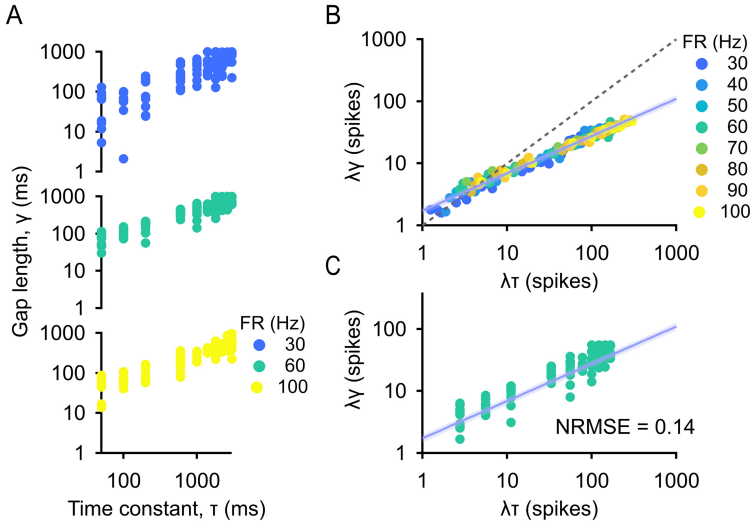 A
1000
100
10
1
1000
100
10
1
1000
100
10
1
Gap length, γ (ms)
100 1000
Time constant, τ (ms)
FR (Hz)
30
60
100
B
1000
100
10
1
λγ (spikes)
1 10 100 1000
λτ (spikes)
FR (Hz)
30
40
50
60
70
80
90
100
C
100
10
1
λγ (spikes)
NRMSE = 0.14
1 10 100 1000
λτ (spikes)